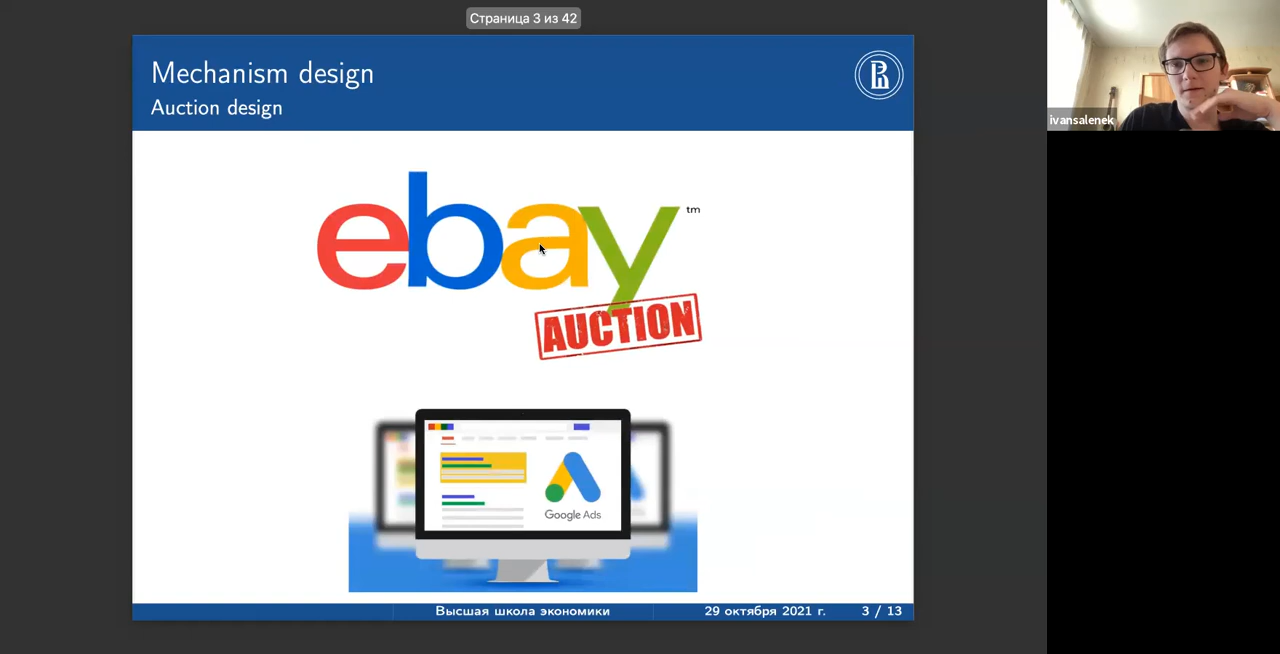 Страница 3 из 42
Mechanism design
Auction design
ebay
tm
AUCTION
Google Ads
Высшая школа экономики
29 октября 2021 г.
3 / 13
ivansalenek